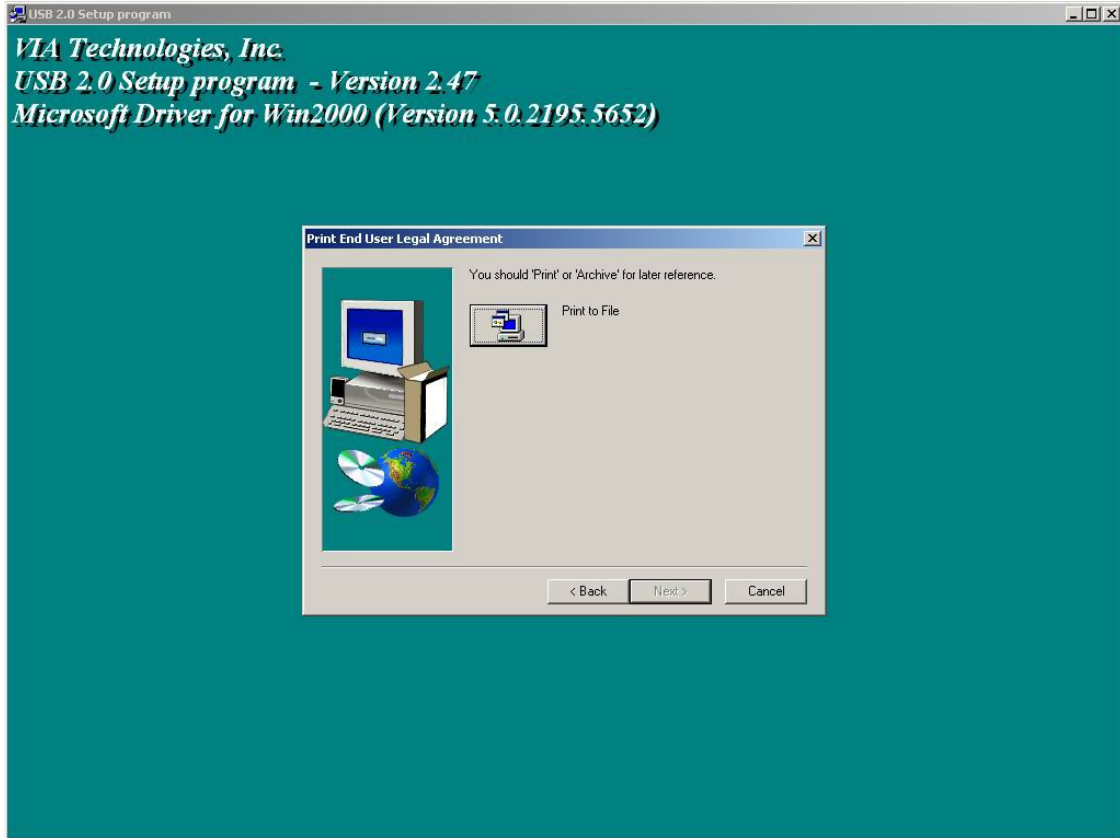 USB 2.0 Setup program
VIA Technologies, Inc.
USB 2.0 Setup program - Version 2.47
Microsoft Driver for Win2000 (Version 5.0.2195.5652)
Print End User Legal Agreement
You should 'Print' or 'Archive' for later reference.
Print to File
< Back
Next >
Cancel